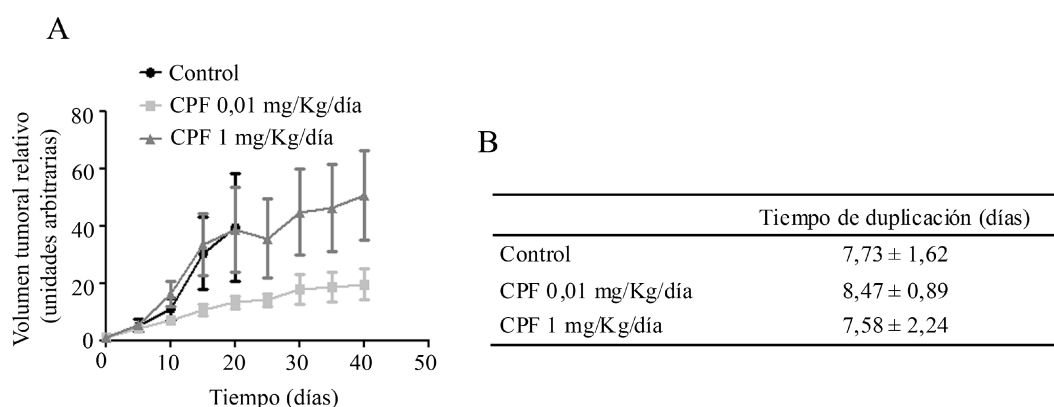 A
Control
CPF 0,01 mg/Kg/día
CPF 1 mg/Kg/día
Volumen tumoral relativo
(unidades arbitrarias)
80
60
40
20
0
0 10 20 30 40 50
Tiempo (días)
B
Tiempo de duplicación (días)
Control 7,73 ± 1,62
CPF 0,01 mg/Kg/día 8,47 ± 0,89
CPF 1 mg/Kg/día 7,58 ± 2,24